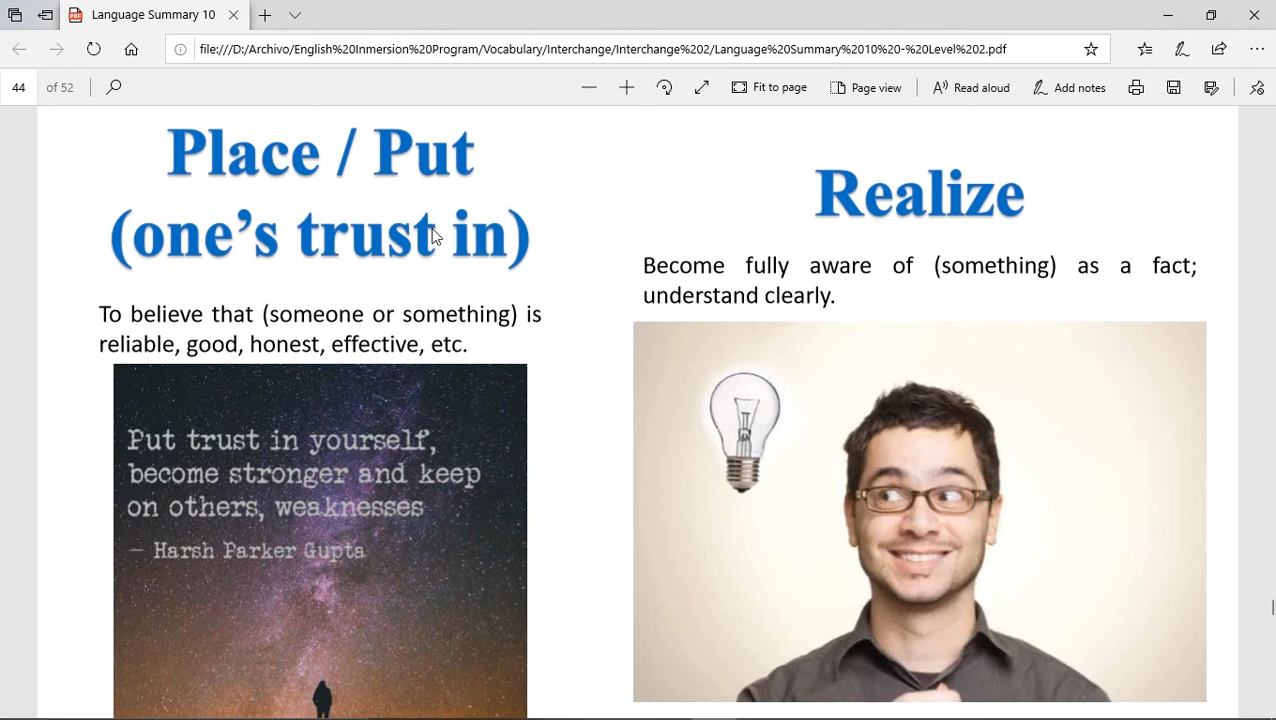 Language Summary 10
file:///D:/Archivo/English%20Inmersion%20Program/Vocabulary/Interchange/Interchange%202/Language%20Summary%2010%20-%20Level%202.pdf
44 of 52
Fit to page
Page view
Read aloud
Add notes
Place / Put
(one's trust in)
To believe that (someone or something) is
reliable, good, honest, effective, etc.
Put trust in yourself,
become stronger and keep
on others, weaknesses
— Harsh Parker Gupta
Realize
Become fully aware of (something) as a fact;
understand clearly.